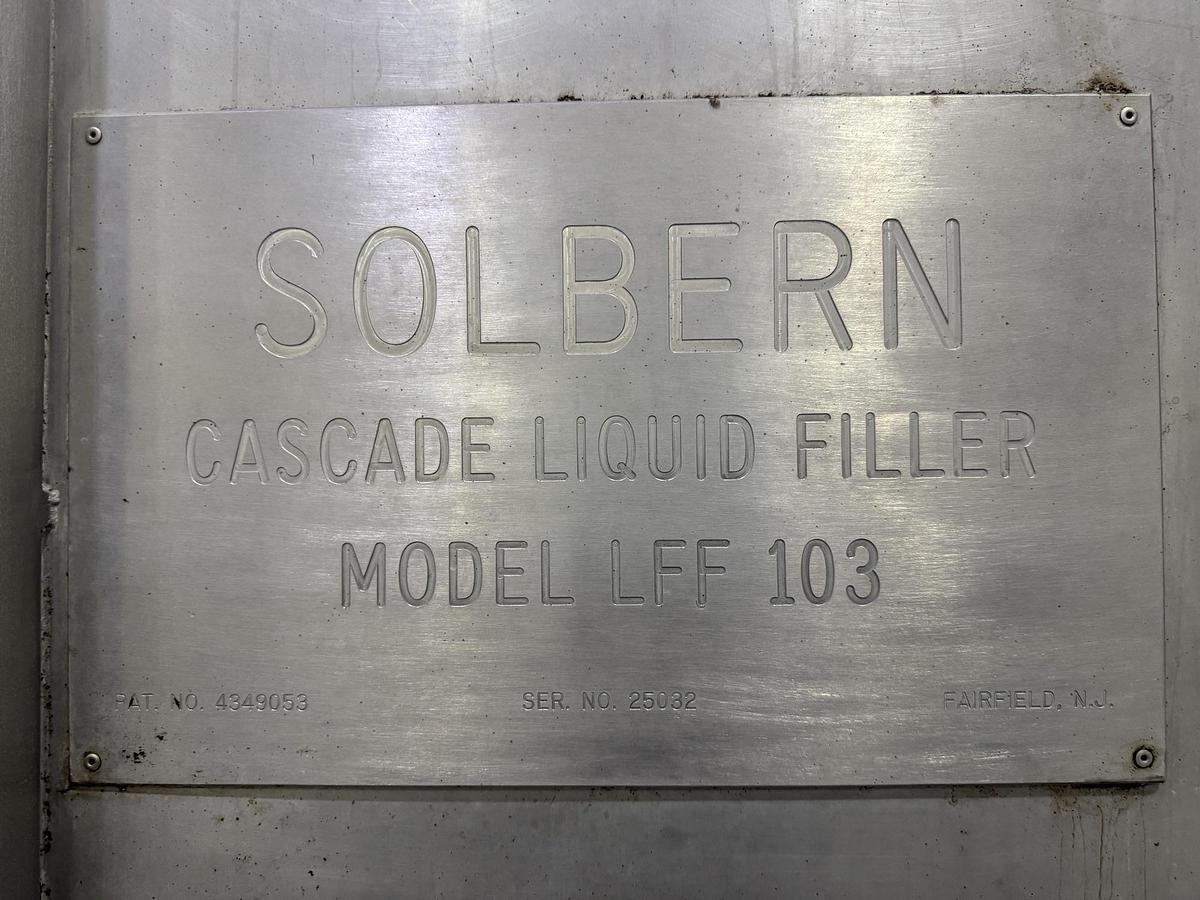 SOLBERN
CASCADE LIQUID FILLER
MODEL LFF 103
PAT. NO. 4349053 SER. NO. 25032 FAIRFIELD, N.J.